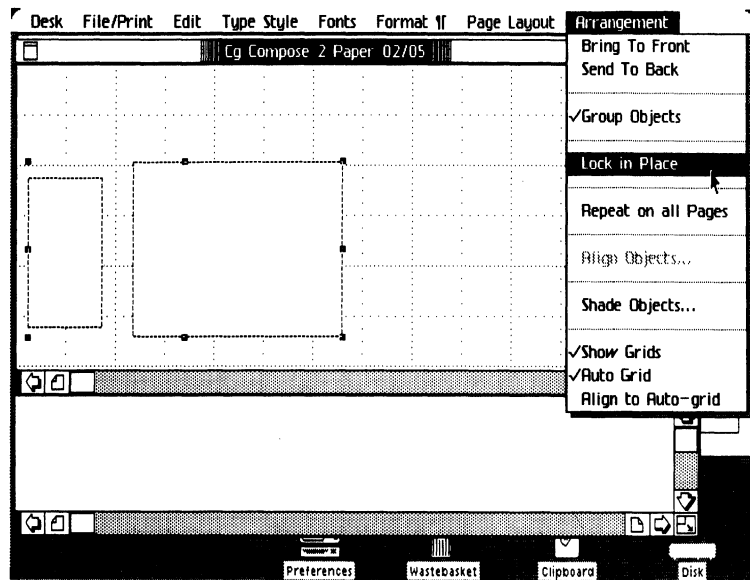 Desk File/Print Edit Type Style Fonts Format ¶ Page Layout Arrangement
Cg Compose 2 Paper 02/05
Bring To Front
Send To Back
✓Group Objects
Lock in Place
Repeat on all Pages
Align Objects...
Shade Objects...
✓Show Grids
✓Auto Grid
Align to Auto-grid
Preferences Wastebasket Clipboard Disk